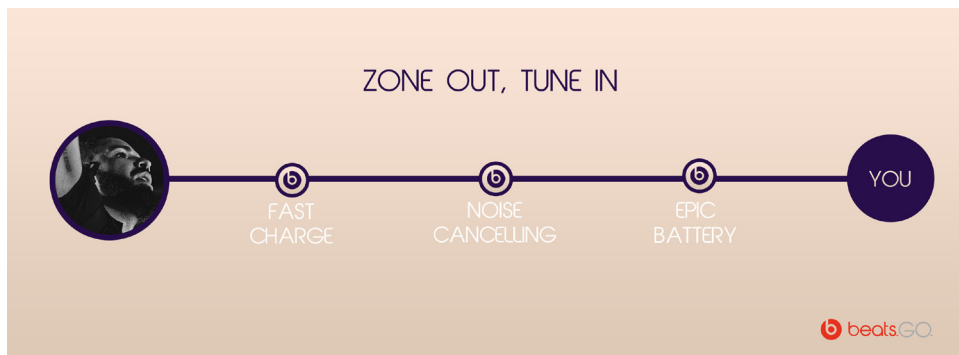 ZONE OUT, TUNE IN
YOU
FAST
CHARGE
NOISE
CANCELLING
EPIC
BATTERY
beats.GO.